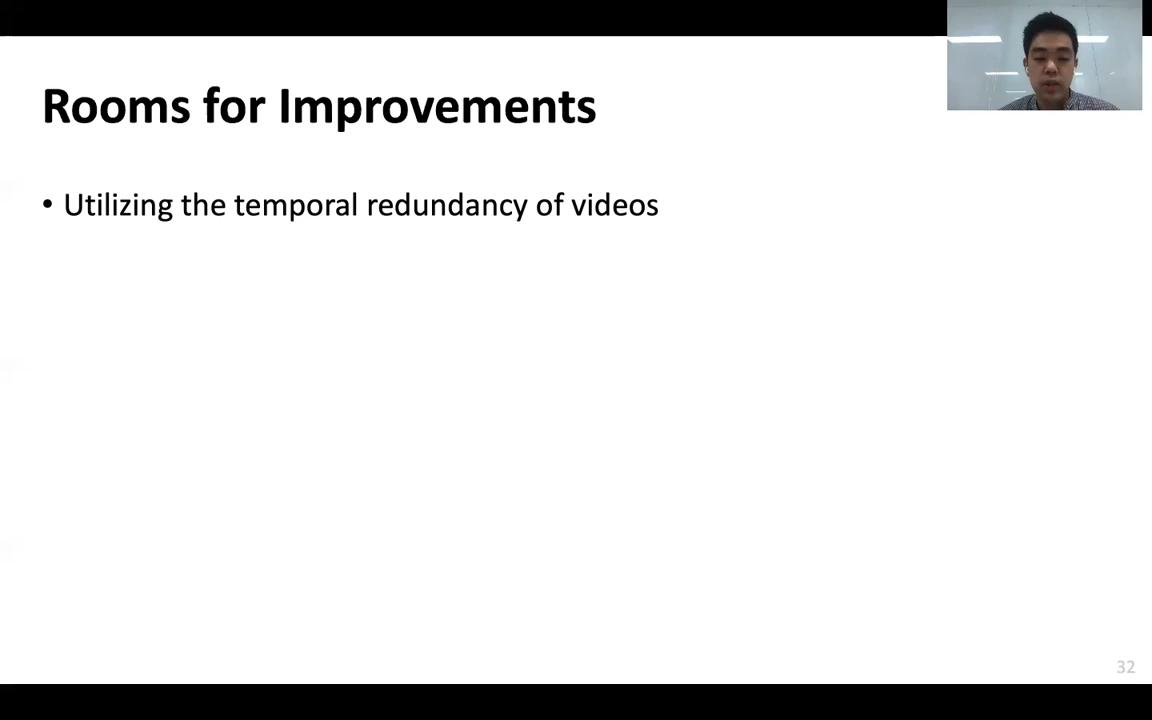 Rooms for Improvements
• Utilizing the temporal redundancy of videos
32